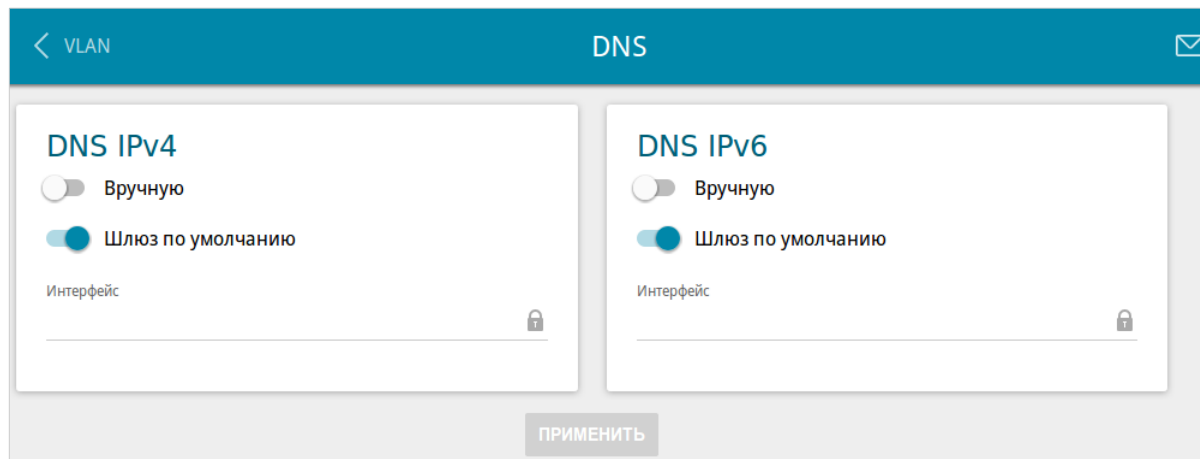 VLAN
DNS
DNS IPv4
Вручную
Шлюз по умолчанию
Интерфейс
DNS IPv6
Вручную
Шлюз по умолчанию
Интерфейс
ПРИМЕНИТЬ